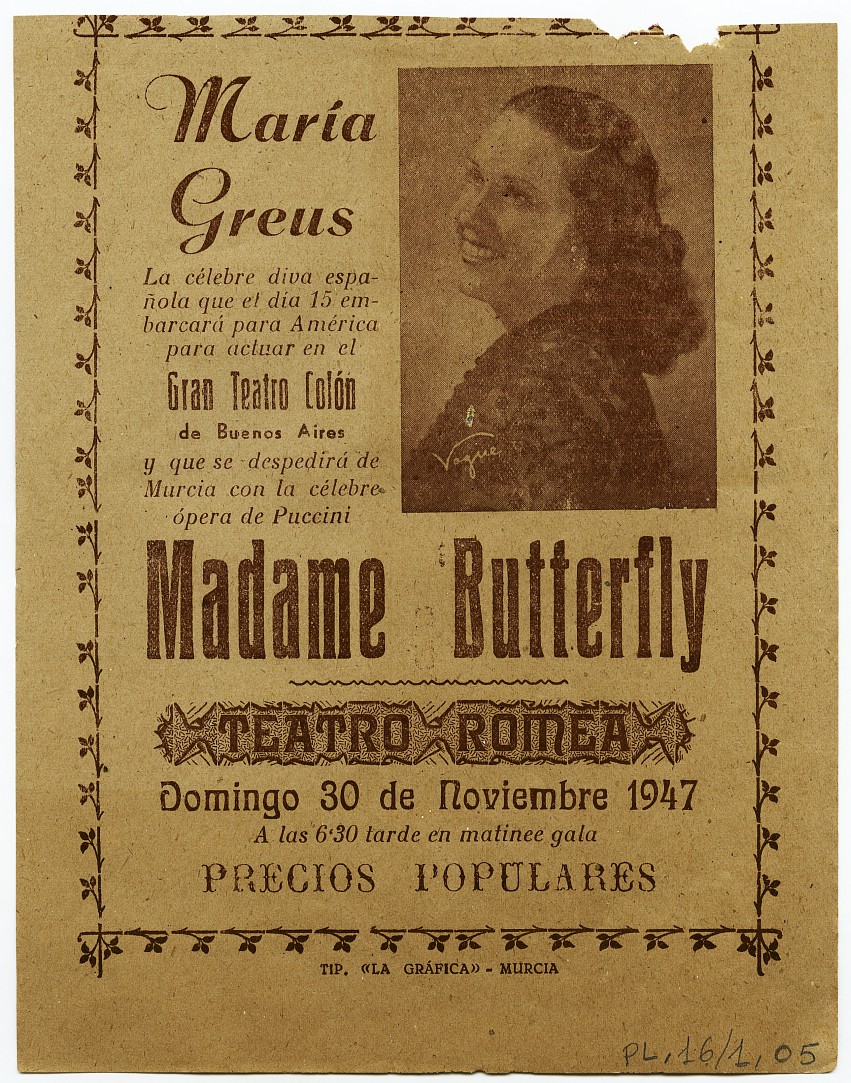 María
Greus
La célebre diva espa-
ñola que el dia 15 em-
barcará para América
para actuar en el
Gran Teatro Colón
de Buenos Aires
y que se despedirá de
Murcia con la célebre
ópera de Puccini
Vogue
Madame Butterfly
TEATRO ROMEA
Domingo 30 de Noviembre 1947
A las 6'30 tarde en matinee gala
PRECIOS POPULARES
TIP. «LA GRÁFICA» - MURCIA
PL, 16/1, 05